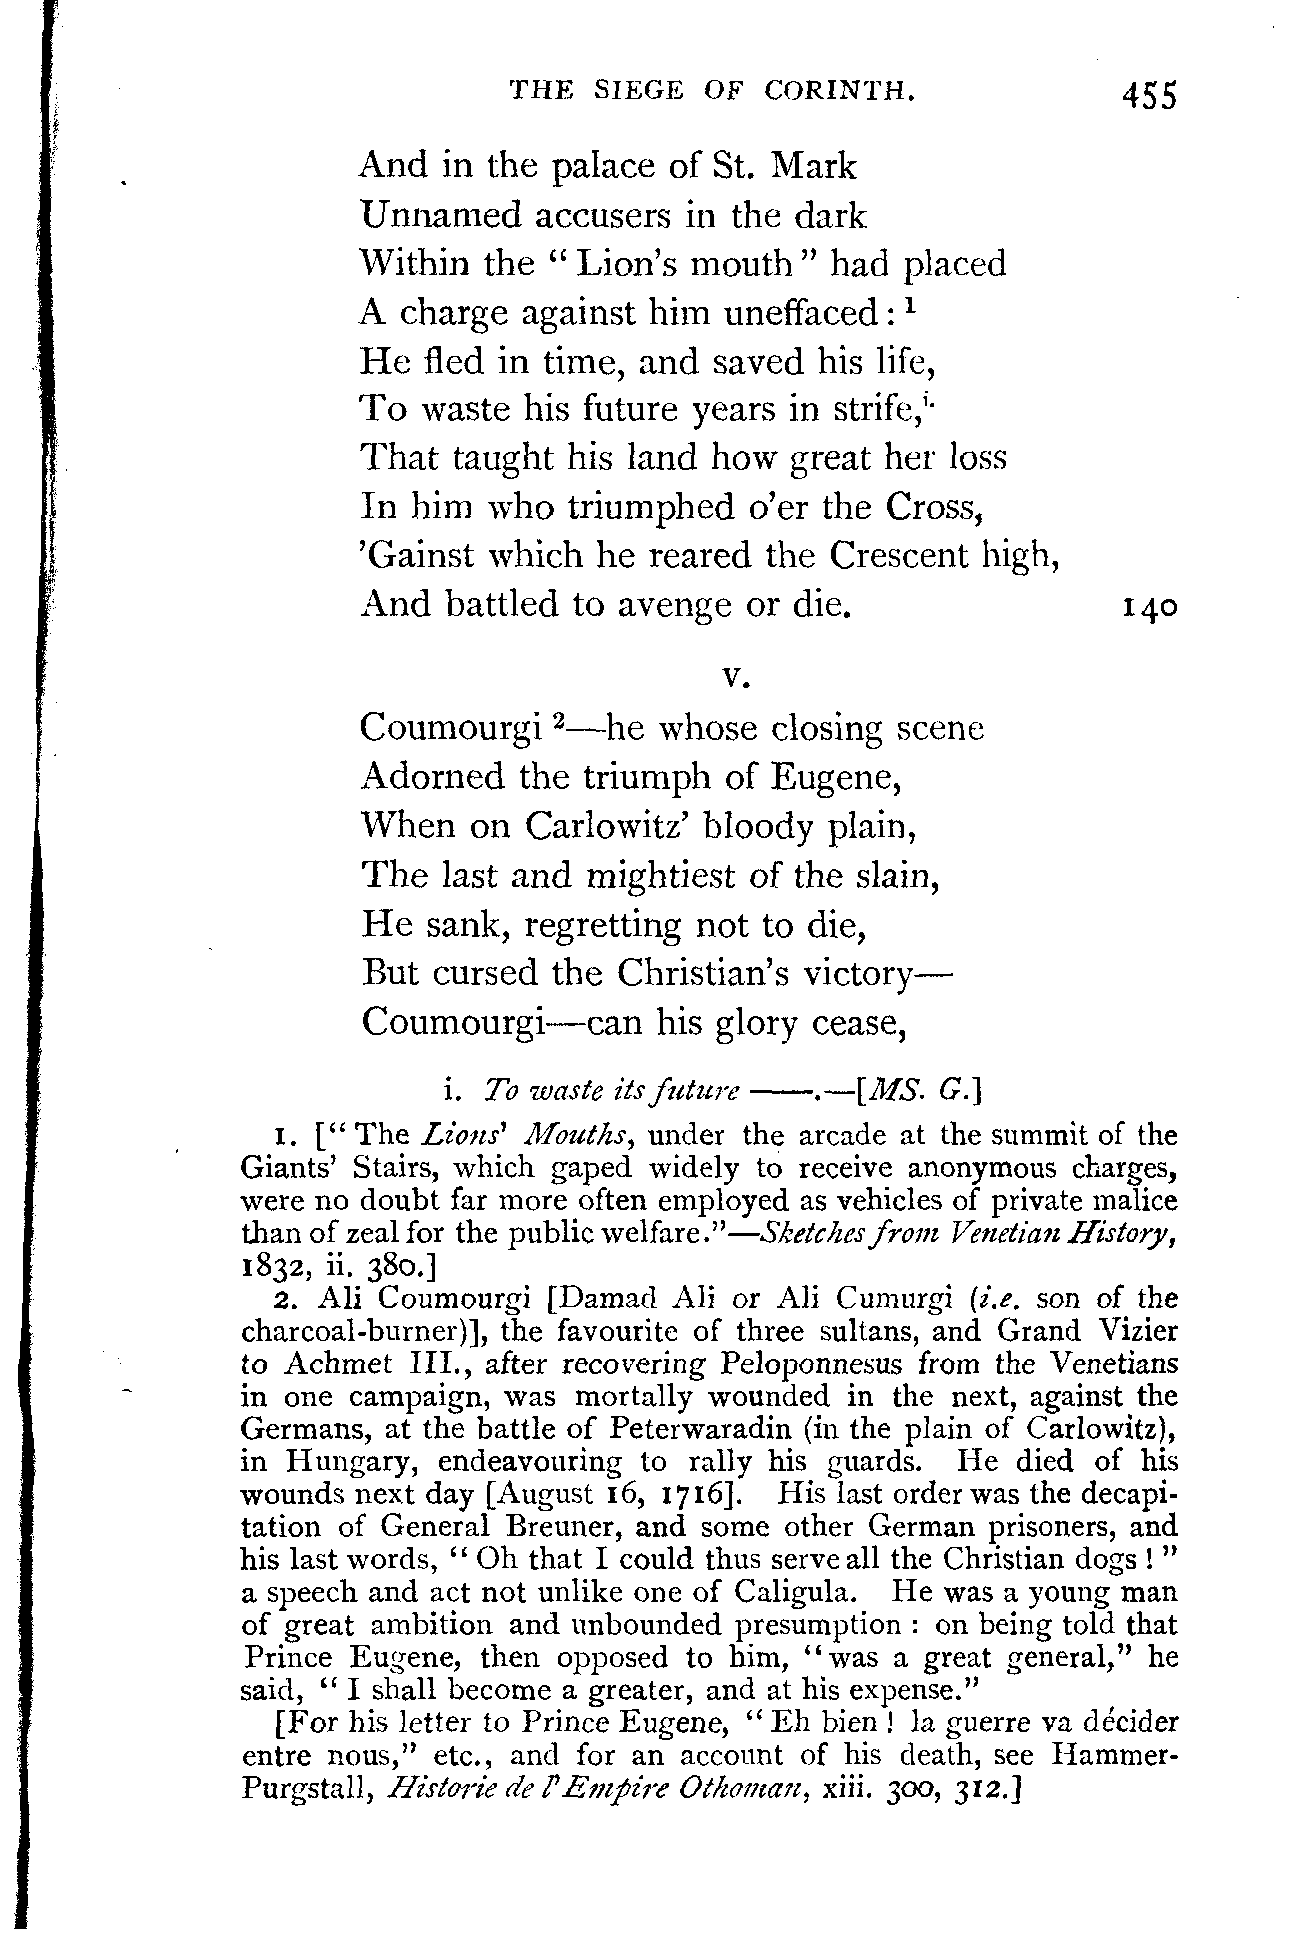 THE SIEGE OF CORINTH. 455
And in the palace of St. Mark
Unnamed accusers in the dark
Within the “ Lion’s mouth ” had placed
A charge against him uneffaced : ¹
He fled in time, and saved his life,
To waste his future years in strife,ⁱ·
That taught his land how great her loss
In him who triumphed o’er the Cross,
’Gainst which he reared the Crescent high,
And battled to avenge or die. 140
V.
Coumourgi ²—he whose closing scene
Adorned the triumph of Eugene,
When on Carlowitz’ bloody plain,
The last and mightiest of the slain,
He sank, regretting not to die,
But cursed the Christian’s victory—
Coumourgi—can his glory cease,
i. To waste its future ——.—[MS. G.]
1. [“ The Lions’ Mouths, under the arcade at the summit of the
Giants’ Stairs, which gaped widely to receive anonymous charges,
were no doubt far more often employed as vehicles of private malice
than of zeal for the public welfare.”—Sketches from Venetian History,
1832, ii. 380.]
2. Ali Coumourgi [Damad Ali or Ali Cumurgi (i.e. son of the
charcoal-burner)], the favourite of three sultans, and Grand Vizier
to Achmet III., after recovering Peloponnesus from the Venetians
in one campaign, was mortally wounded in the next, against the
Germans, at the battle of Peterwaradin (in the plain of Carlowitz),
in Hungary, endeavouring to rally his guards. He died of his
wounds next day [August 16, 1716]. His last order was the decapi-
tation of General Breuner, and some other German prisoners, and
his last words, “ Oh that I could thus serve all the Christian dogs ! ”
a speech and act not unlike one of Caligula. He was a young man
of great ambition and unbounded presumption : on being told that
Prince Eugene, then opposed to him, “ was a great general,” he
said, “ I shall become a greater, and at his expense.”
[For his letter to Prince Eugene, “ Eh bien ! la guerre va décider
entre nous,” etc., and for an account of his death, see Hammer-
Purgstall, Historie de l’Empire Othoman, xiii. 300, 312.]